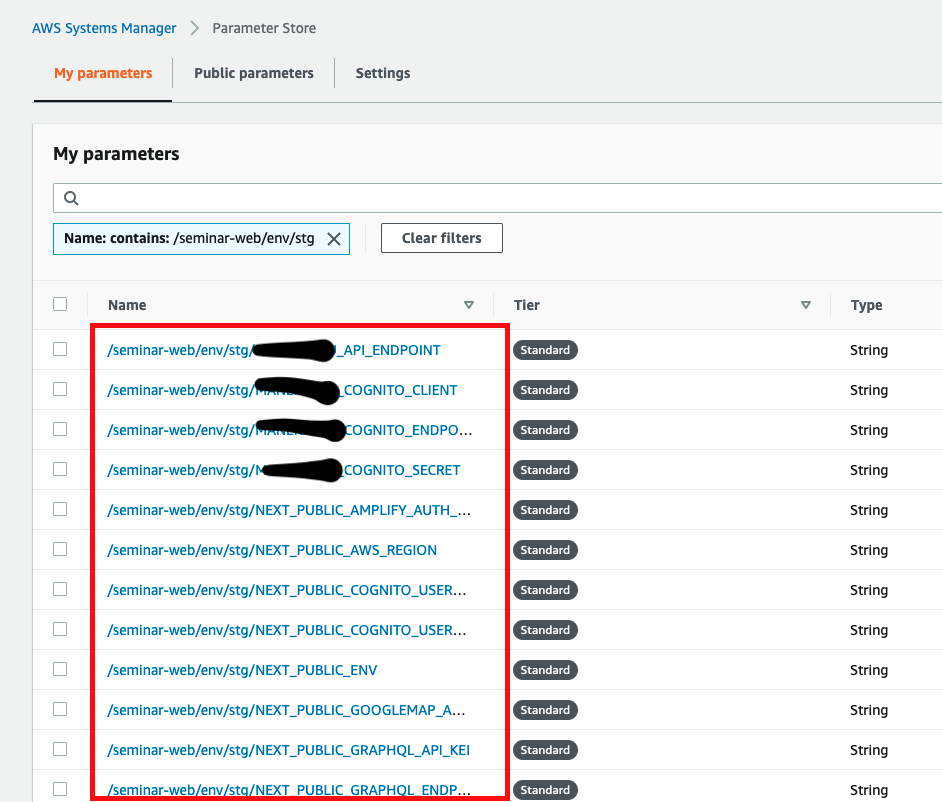 AWS Systems Manager > Parameter Store
My parameters Public parameters Settings
My parameters
Name: contains: /seminar-web/env/stg Clear filters
Name Tier Type
/seminar-web/env/stg/ _API_ENDPOINT Standard String
/seminar-web/env/stg/ _COGNITO_CLIENT Standard String
/seminar-web/env/stg/ COGNITO_ENDPO... Standard String
/seminar-web/env/stg/ COGNITO_SECRET Standard String
/seminar-web/env/stg/NEXT_PUBLIC_AMPLIFY_AUTH_... Standard String
/seminar-web/env/stg/NEXT_PUBLIC_AWS_REGION Standard String
/seminar-web/env/stg/NEXT_PUBLIC_COGNITO_USER... Standard String
/seminar-web/env/stg/NEXT_PUBLIC_COGNITO_USER... Standard String
/seminar-web/env/stg/NEXT_PUBLIC_ENV Standard String
/seminar-web/env/stg/NEXT_PUBLIC_GOOGLEMAP_A... Standard String
/seminar-web/env/stg/NEXT_PUBLIC_GRAPHQL_API_KEI Standard String
/seminar-web/env/stg/NEXT_PUBLIC_GRAPHQL_ENDP... Standard String